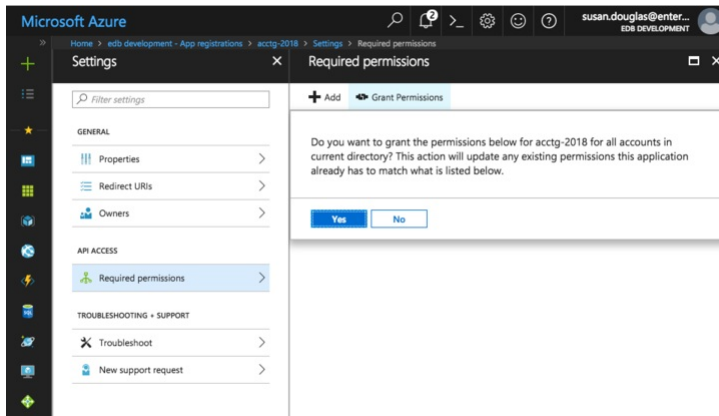 Microsoft Azure
2
susan.douglas@enter...
EDB DEVELOPMENT
Home > edb development - App registrations > acctg-2018 > Settings > Required permissions
Settings
Required permissions
Filter settings
Add
Grant Permissions
GENERAL
Properties
Redirect URIs
Owners
API ACCESS
Required permissions
TROUBLESHOOTING + SUPPORT
Troubleshoot
New support request
Do you want to grant the permissions below for acctg-2018 for all accounts in
current directory? This action will update any existing permissions this application
already has to match what is listed below.
Yes
No
SQL